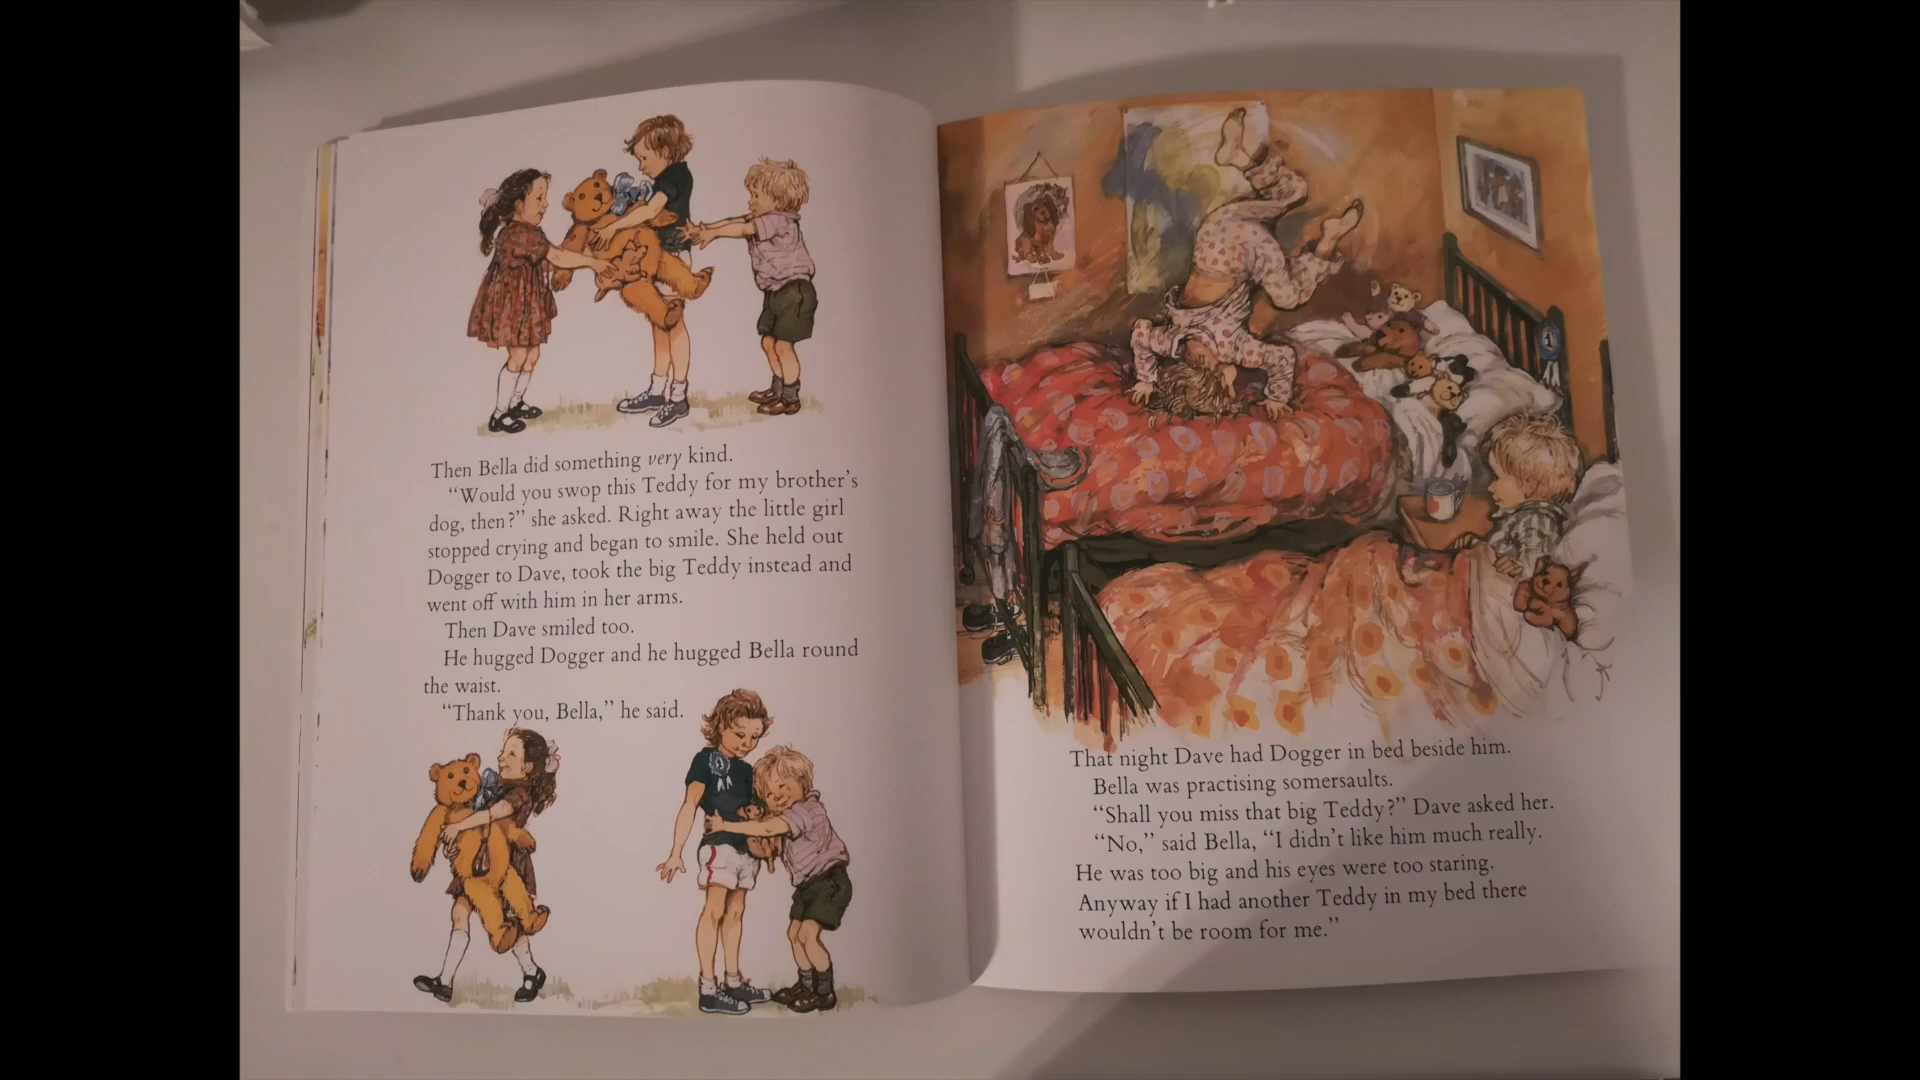 Then Bella did something very kind.
“Would you swop this Teddy for my brother’s
dog, then?” she asked. Right away the little girl
stopped crying and began to smile. She held out
Dogger to Dave, took the big Teddy instead and
went off with him in her arms.
Then Dave smiled too.
He hugged Dogger and he hugged Bella round
the waist.
“Thank you, Bella,” he said.
That night Dave had Dogger in bed beside him.
Bella was practising somersaults.
“Shall you miss that big Teddy?” Dave asked her.
“No,” said Bella, “I didn’t like him much really.
He was too big and his eyes were too staring.
Anyway if I had another Teddy in my bed there
wouldn’t be room for me.”